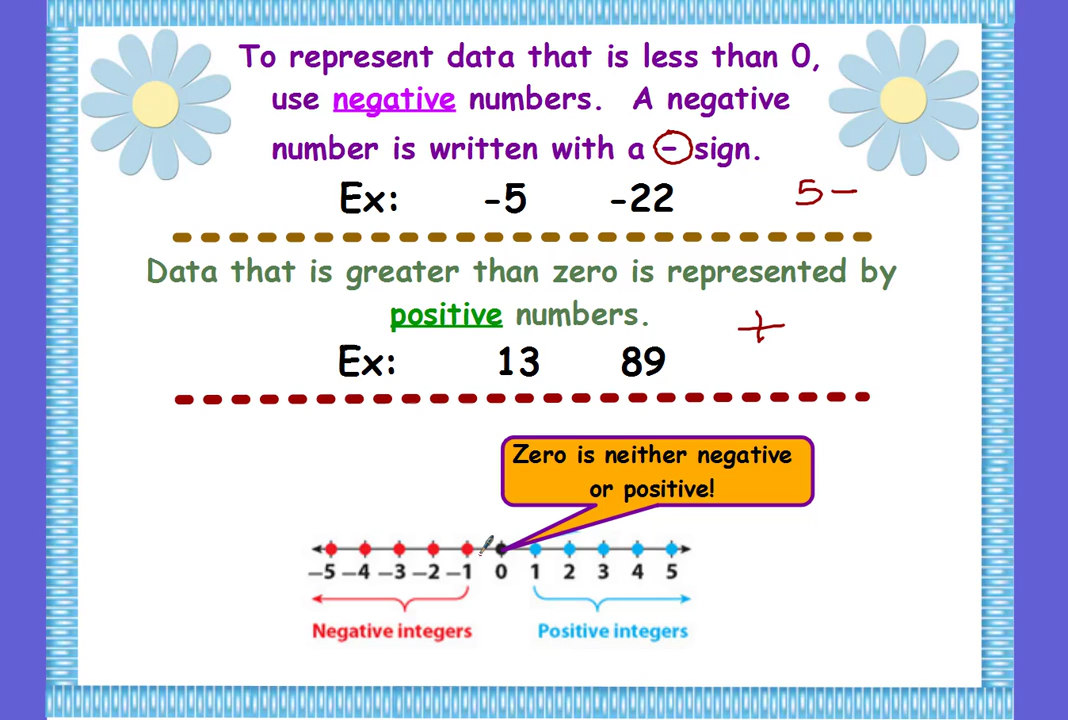 To represent data that is less than 0,
use negative numbers. A negative
number is written with a - sign.
Ex: -5 -22 5-
Data that is greater than zero is represented by
positive numbers. +
Ex: 13 89
Zero is neither negative
or positive!
–5 –4 –3 –2 –1 0 1 2 3 4 5
Negative integers Positive integers